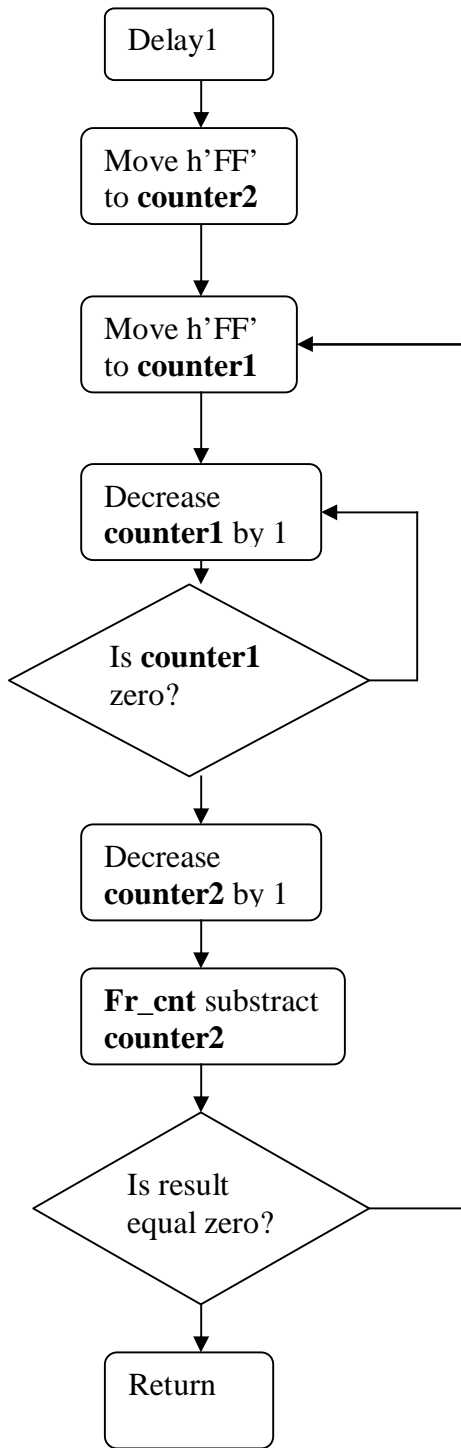 Delay1
Move h’FF’
to counter2
Move h’FF’
to counter1
Decrease
counter1 by 1
Is counter1
zero?
Decrease
counter2 by 1
Fr_cnt substract
counter2
Is result
equal zero?
Return